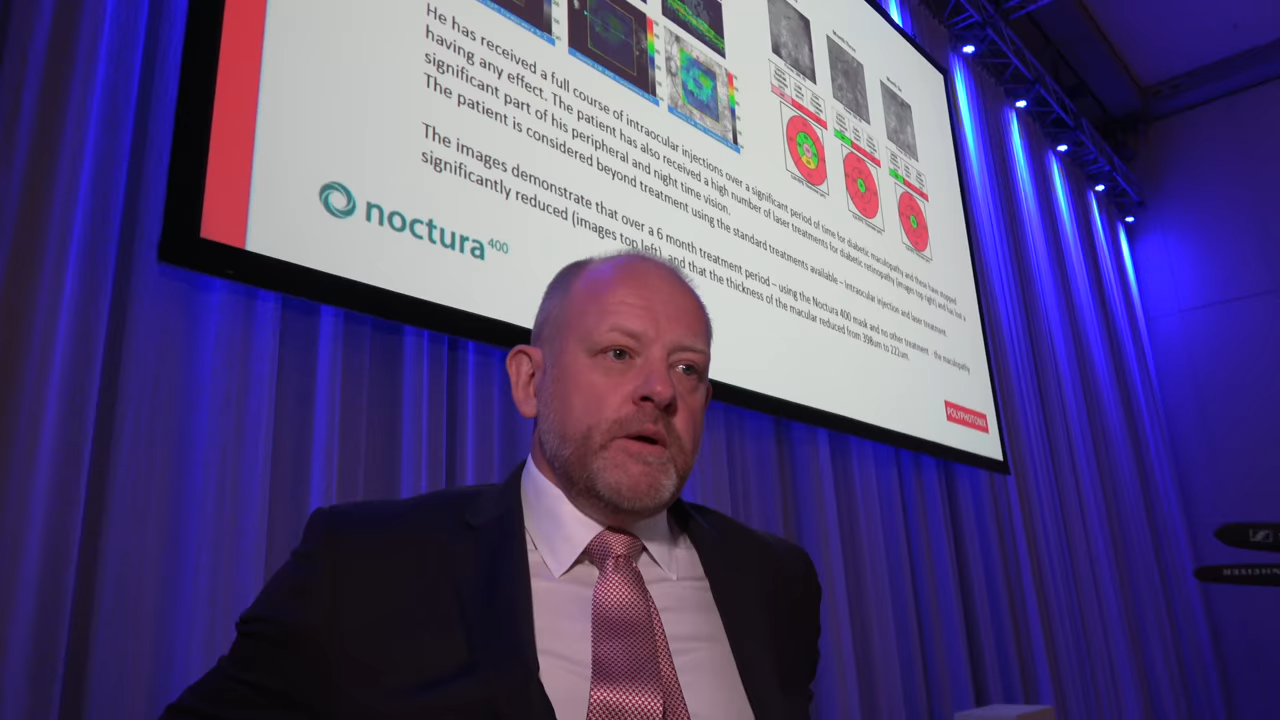 He has received a full course of intraocular injections over a significant period of time for diabetic maculopathy and these have stopped
having any effect. The patient has also received a high number of laser treatments for diabetic retinopathy (images top right) and has lost a
significant part of his peripheral and night time vision.
The patient is considered beyond treatment using the standard treatments available – intraocular injection and laser treatment.
The images demonstrate that over a 6 month treatment period – using the Noctura 400 mask and no other treatment - the maculopathy
significantly reduced (images top left), and that the thickness of the macular reduced from 398um to 222um.
noctura 400
POLYPHOTONIX